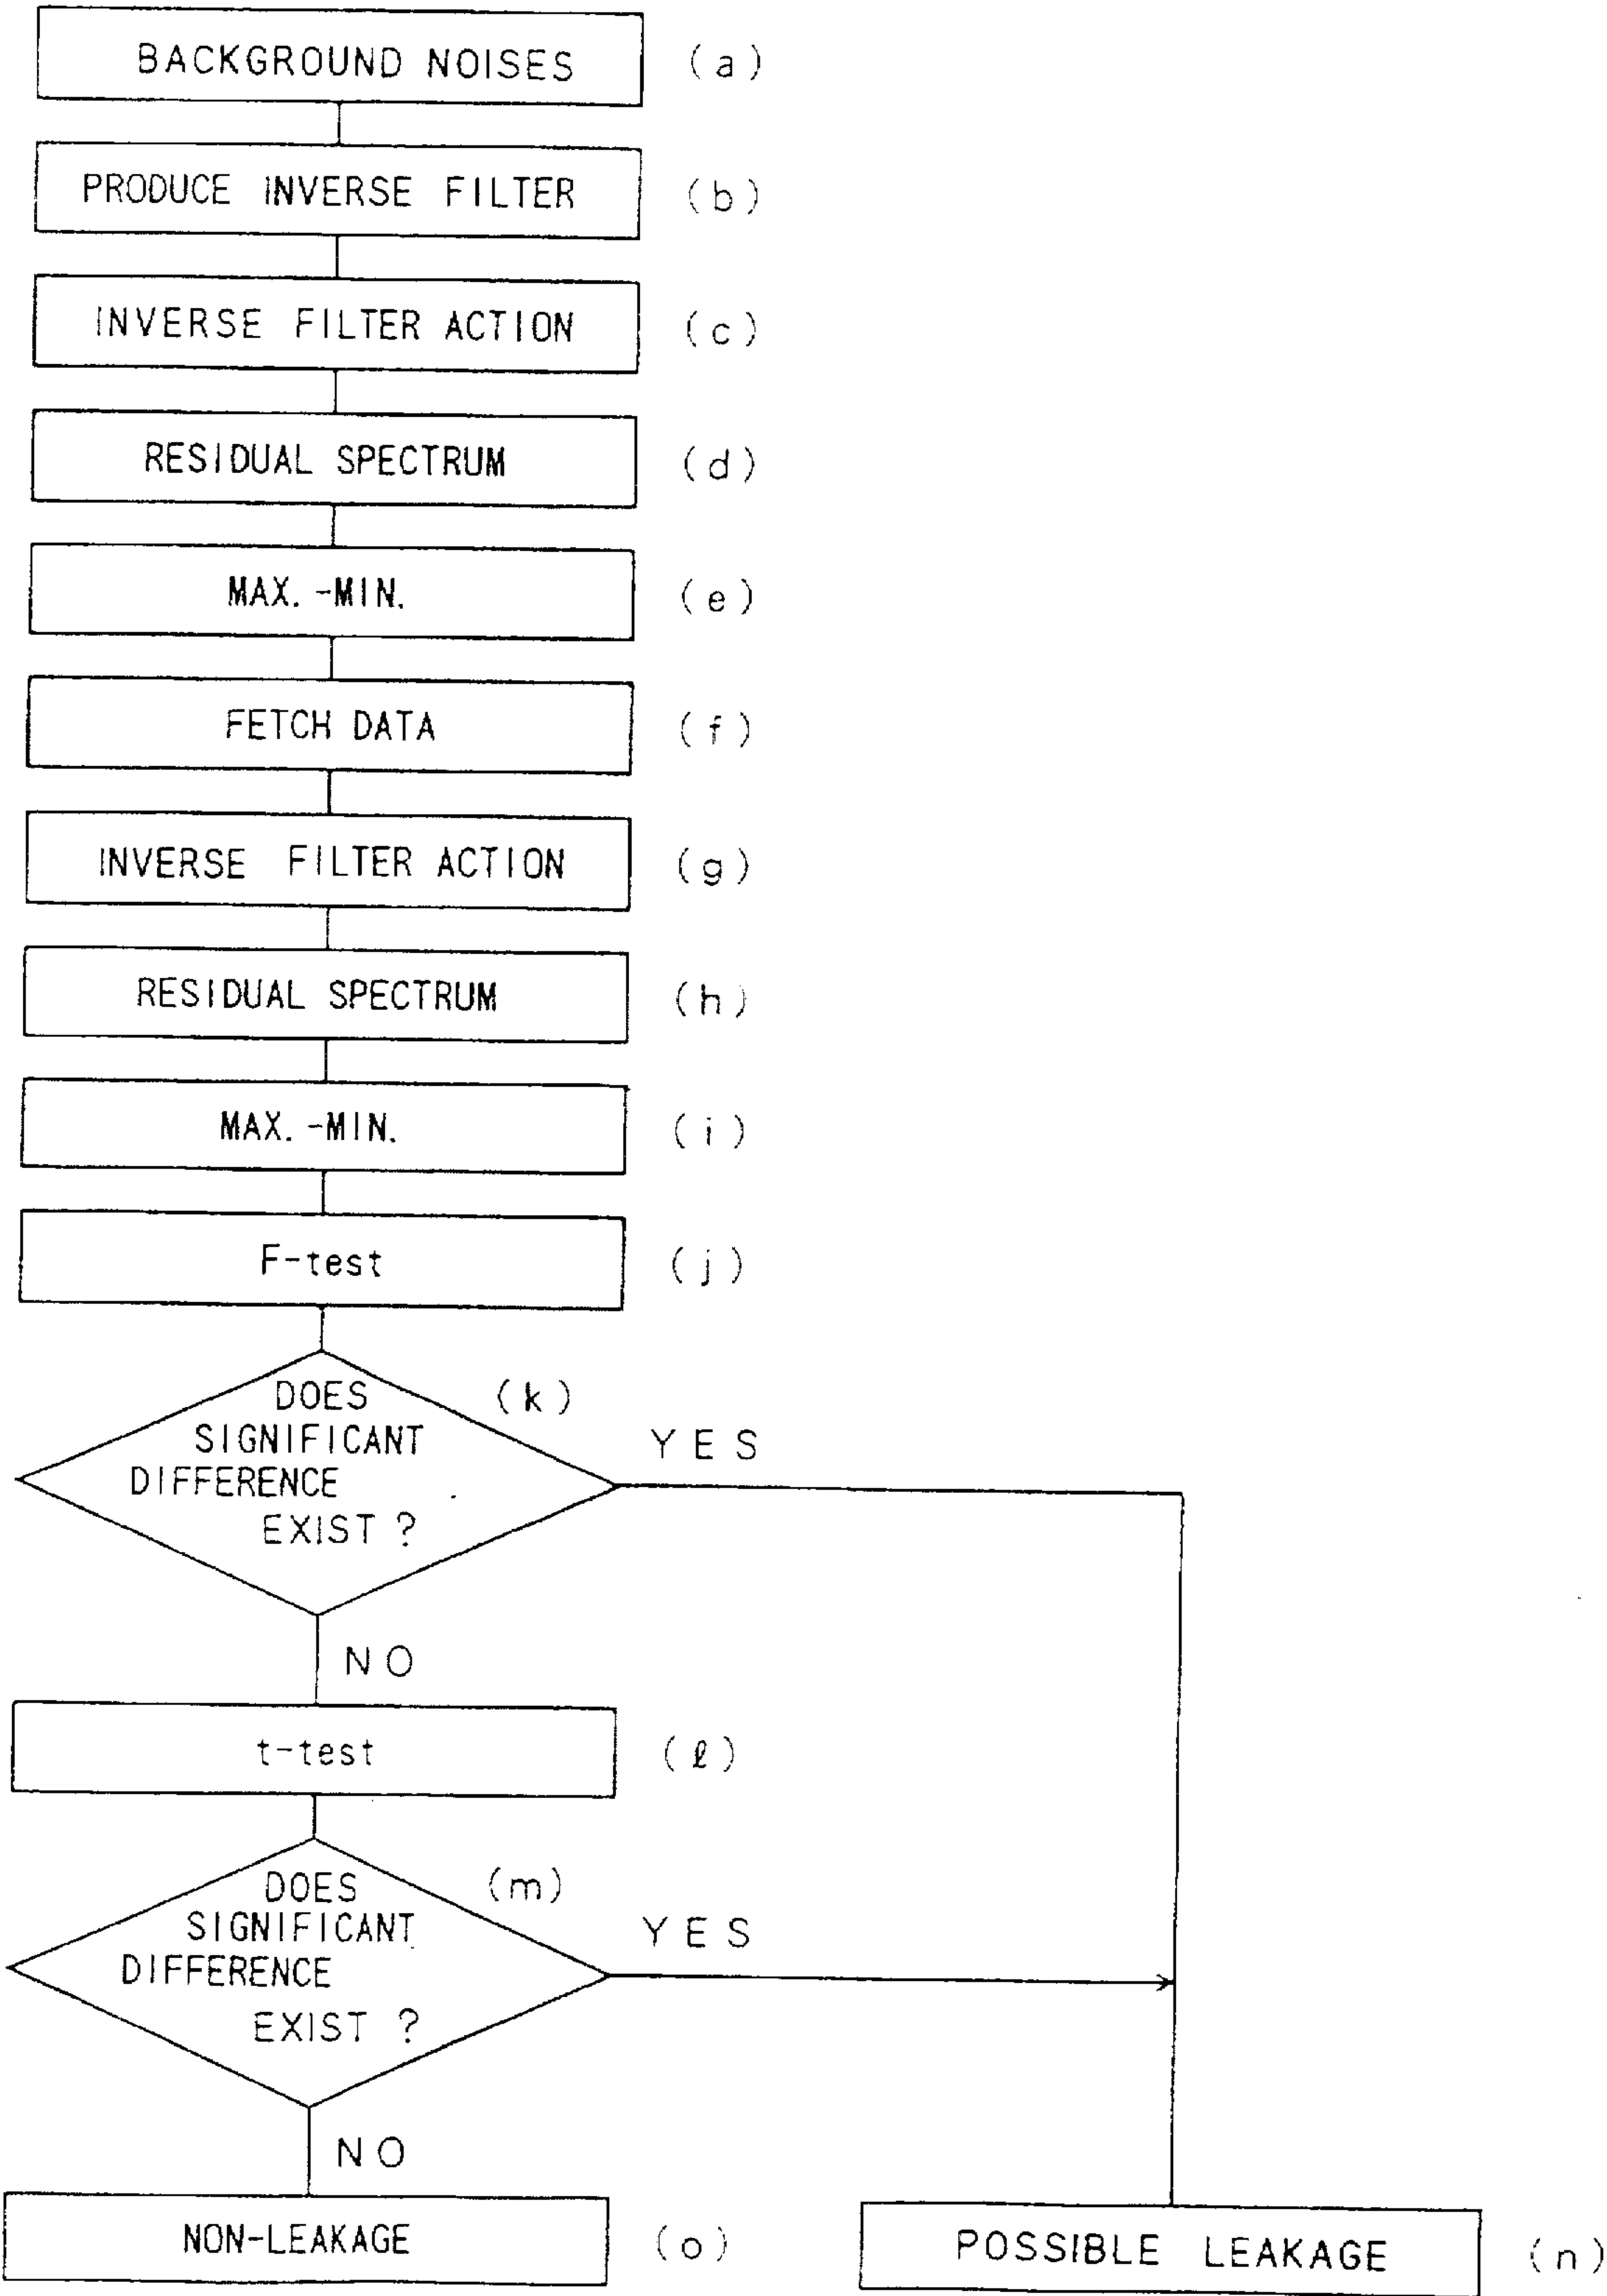 BACKGROUND NOISES (a)
PRODUCE INVERSE FILTER (b)
INVERSE FILTER ACTION (c)
RESIDUAL SPECTRUM (d)
MAX.-MIN. (e)
FETCH DATA (f)
INVERSE FILTER ACTION (g)
RESIDUAL SPECTRUM (h)
MAX.-MIN. (i)
F-test (j)
DOES (k)
SIGNIFICANT
DIFFERENCE
EXIST ?
YES
NO
t-test (ℓ)
DOES (m)
SIGNIFICANT
DIFFERENCE
EXIST ?
YES
NO
NON-LEAKAGE (o)
POSSIBLE LEAKAGE (n)